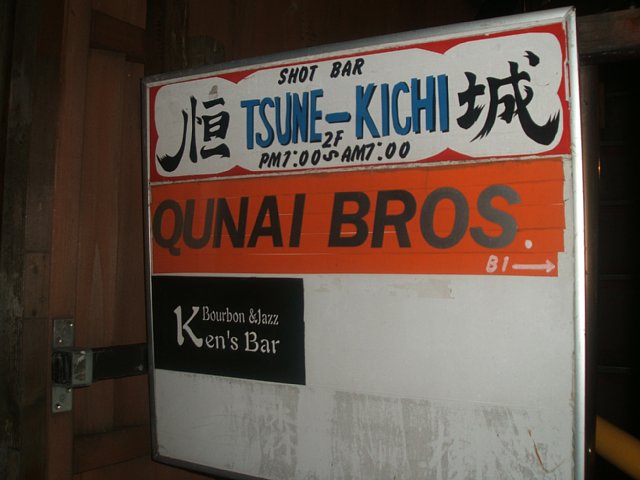 SHOT BAR
恒 TSUNE-KICHI 城
2F
PM7:00~AM7:00
QUNAI BROS.
B1→
Bourbon &Jazz
Ken's Bar